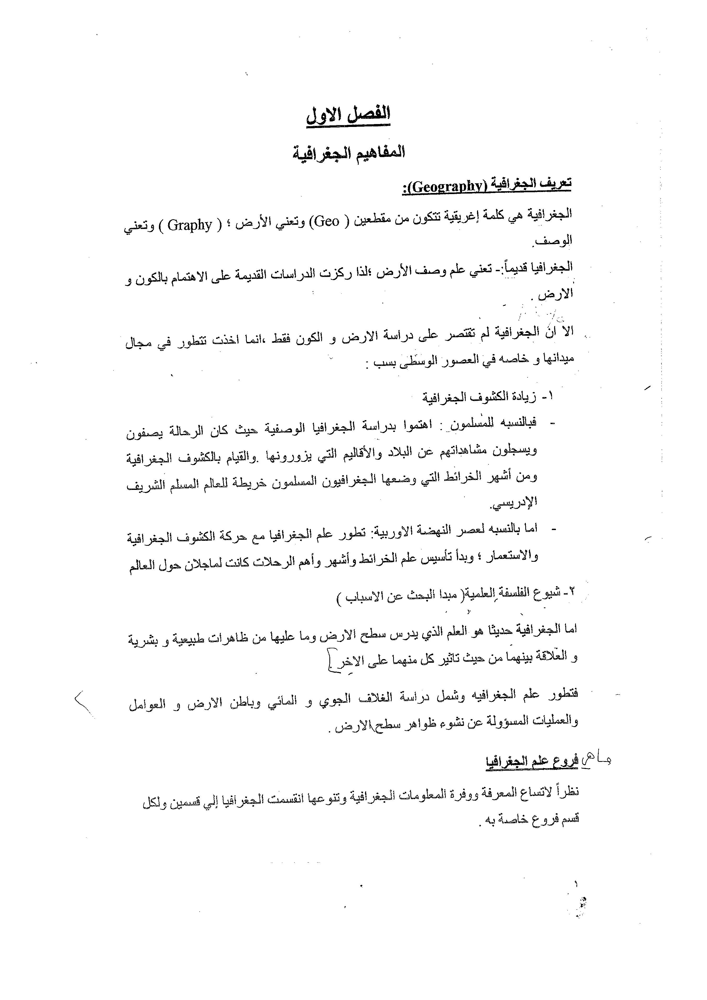 الفصل الاول
المفاهيم الجغرافية
تعريف الجغرافية (Geography):
الجغرافية هي كلمة إغريقية تتكون من مقطعين ( Geo) وتعني الأرض ؛ ( Graphy ) وتعني
الوصف.
الجغرافيا قديماً:- تعني علم وصف الأرض ؛لذا ركزت الدراسات القديمة على الاهتمام بالكون و
الارض .
الا ان الجغرافية لم تقتصر على دراسة الارض و الكون فقط ،انما اخذت تتطور في مجال
ميدانها و خاصه في العصور الوسطى بسب :
١- زيادة الكشوف الجغرافية
- فبالنسبه للمسلمون : اهتموا بدراسة الجغرافيا الوصفية حيث كان الرحالة يصفون
ويسجلون مشاهداتهم عن البلاد والأقاليم التي يزورونها .والقيام بالكشوف الجغرافية
ومن أشهر الخرائط التي وضعها الجغرافيون المسلمون خريطة للعالم المسلم الشريف
الإدريسي.
- اما بالنسبه لعصر النهضة الاوربية: تطور علم الجغرافيا مع حركة الكشوف الجغرافية
والاستعمار ؛ وبدأ تأسيس علم الخرائط وأشهر وأهم الرحلات كانت لماجلان حول العالم
٢- شيوع الفلسفة العلمية( مبدا البحث عن الاسباب )
اما الجغرافية حديثا هو العلم الذي يدرس سطح الارض وما عليها من ظاهرات طبيعية و بشرية
و العلاقة بينهما من حيث تاثير كل منهما على الاخر .
فتطور علم الجغرافيه وشمل دراسة الغلاف الجوي و المائي وباطن الارض و العوامل
والعمليات المسؤولة عن نشوء ظواهر سطح الارض .
ماهي فروع علم الجغرافيا
نظراً لاتساع المعرفة ووفرة المعلومات الجغرافية وتنوعها انقسمت الجغرافيا إلي قسمين ولكل
قسم فروع خاصة به .
١